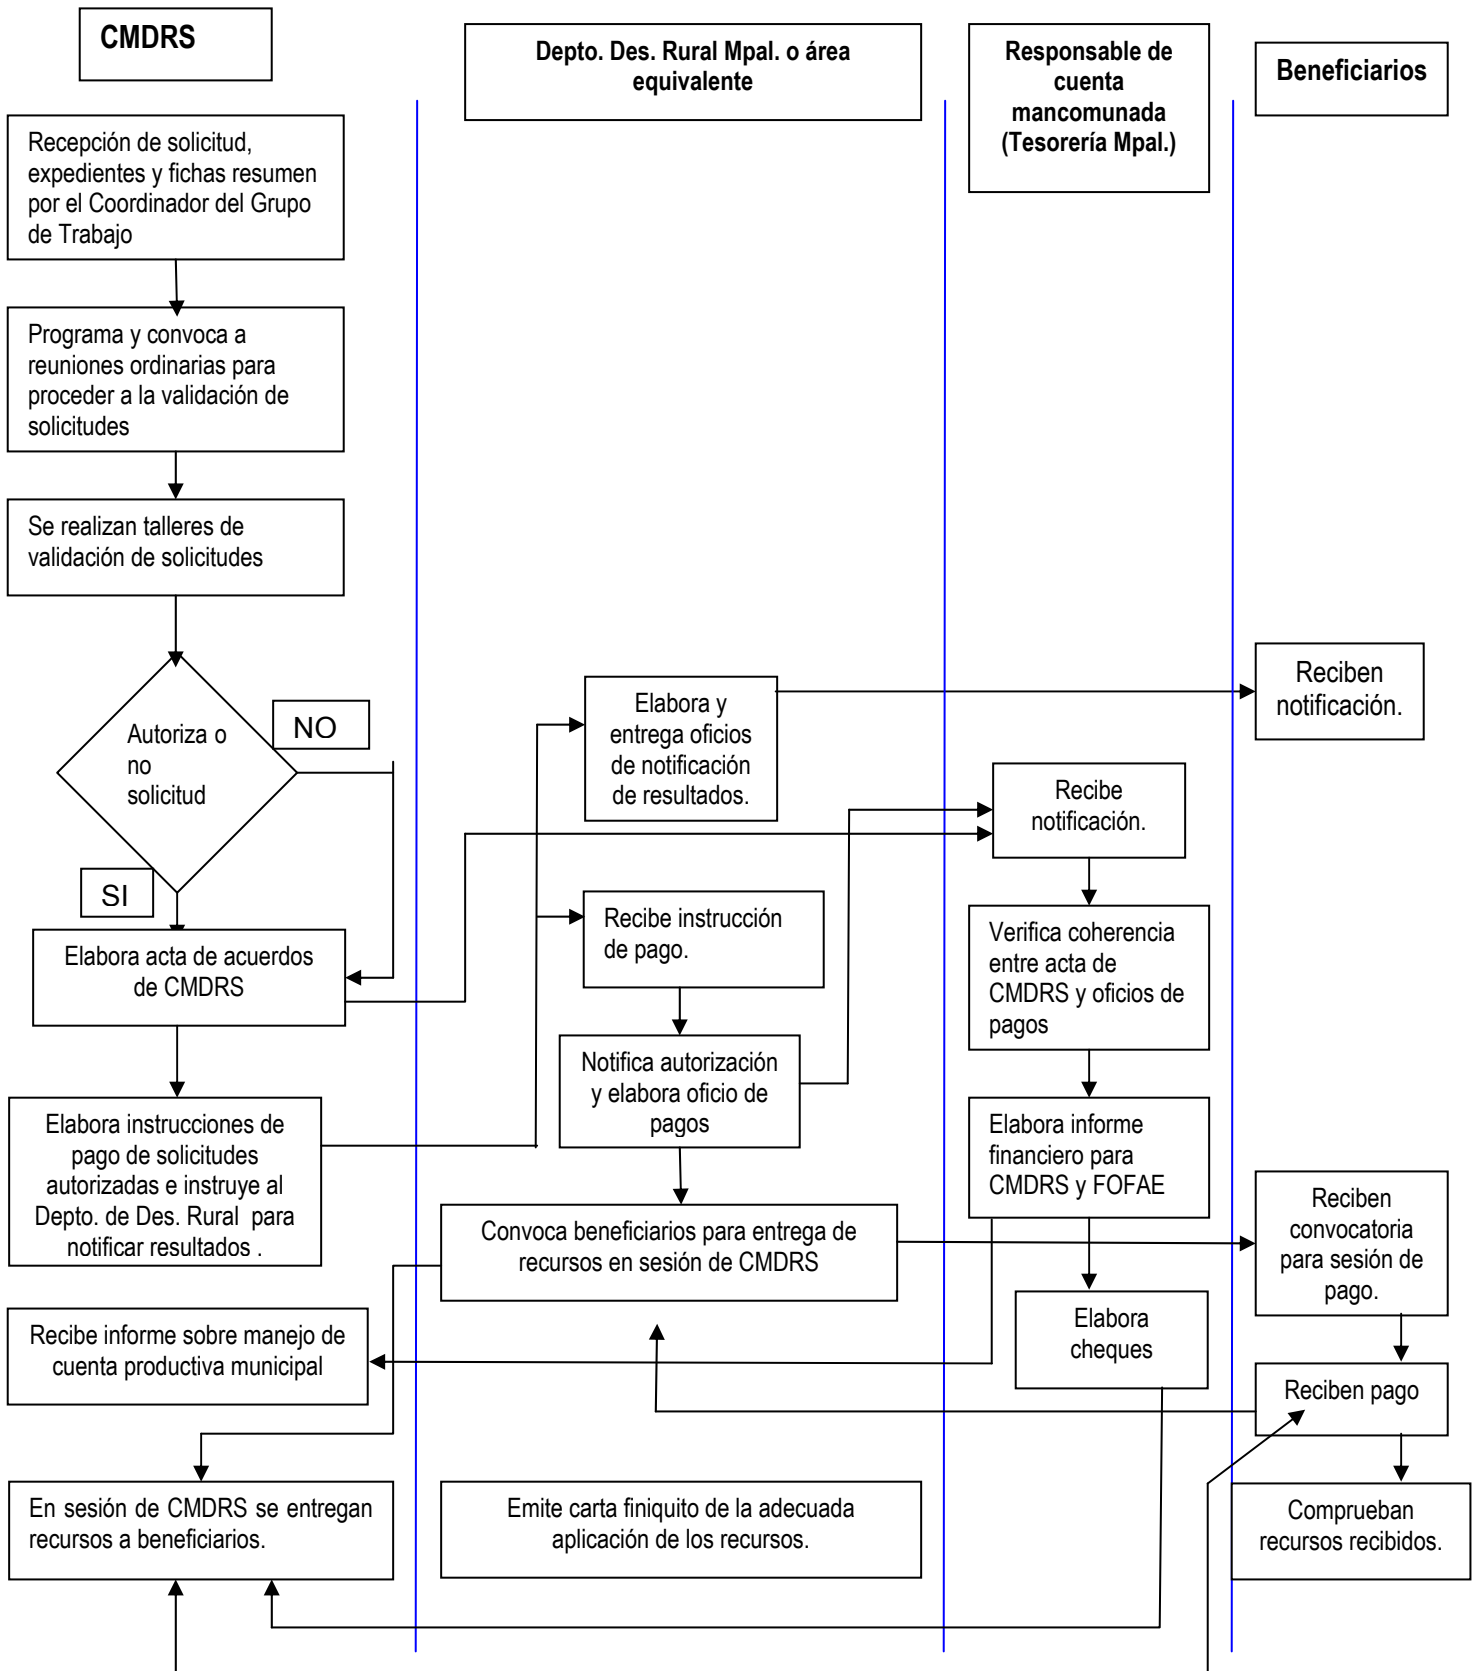 CMDRS
Depto. Des. Rural Mpal. o área
equivalente
Responsable de
cuenta
mancomunada
(Tesorería Mpal.)
Beneficiarios
Recepción de solicitud,
expedientes y fichas resumen
por el Coordinador del Grupo
de Trabajo
Programa y convoca a
reuniones ordinarias para
proceder a la validación de
solicitudes
Se realizan talleres de
validación de solicitudes
Autoriza o
no
solicitud
NO
SI
Elabora acta de acuerdos
de CMDRS
Elabora instrucciones de
pago de solicitudes
autorizadas e instruye al
Depto. de Des. Rural para
notificar resultados .
Recibe informe sobre manejo de
cuenta productiva municipal
En sesión de CMDRS se entregan
recursos a beneficiarios.
Elabora y
entrega oficios
de notificación
de resultados.
Recibe instrucción
de pago.
Notifica autorización
y elabora oficio de
pagos
Convoca beneficiarios para entrega de
recursos en sesión de CMDRS
Emite carta finiquito de la adecuada
aplicación de los recursos.
Recibe
notificación.
Verifica coherencia
entre acta de
CMDRS y oficios de
pagos
Elabora informe
financiero para
CMDRS y FOFAE
Elabora
cheques
Reciben
notificación.
Reciben
convocatoria
para sesión de
pago.
Reciben pago
Comprueban
recursos recibidos.